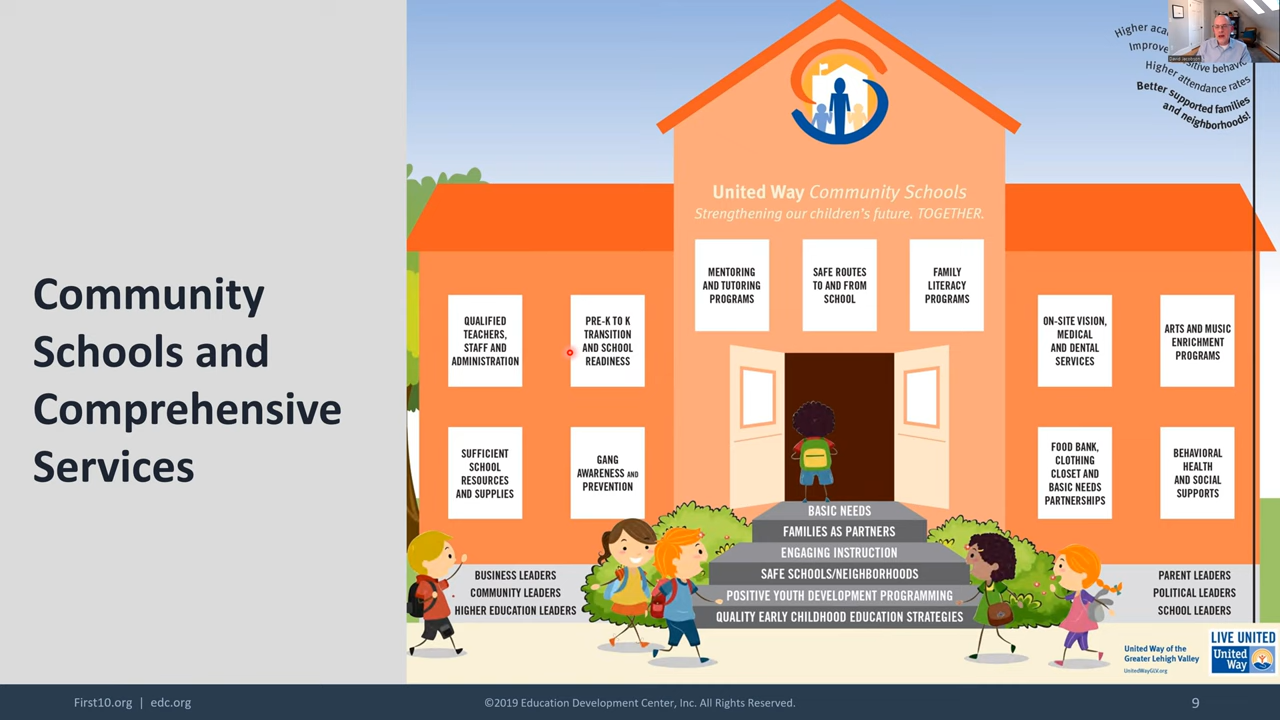 Community
Schools and
Comprehensive
Services
Higher
Improve
behavi
Higher attendance rates
Better supported families
and neighborhoods!
United Way Community Schools
Strengthening our children's future. TOGETHER.
MENTORING
AND TUTORING
PROGRAMS
SAFE ROUTES
TO AND FROM
SCHOOL
FAMILY
LITERACY
PROGRAMS
QUALIFIED
TEACHERS,
STAFF AND
ADMINISTRATION
PRE-K TO K
TRANSITION
AND SCHOOL
READINESS
ON-SITE VISION,
MEDICAL
AND DENTAL
SERVICES
ARTS AND MUSIC
ENRICHMENT
PROGRAMS
SUFFICIENT
SCHOOL
RESOURCES
AND SUPPLIES
GANG
AWARENESS AND
PREVENTION
FOOD BANK,
CLOTHING
CLOSET AND
BASIC NEEDS
PARTNERSHIPS
BEHAVIORAL
HEALTH
AND SOCIAL
SUPPORTS
BASIC NEEDS
FAMILIES AS PARTNERS
ENGAGING INSTRUCTION
SAFE SCHOOLS/NEIGHBORHOODS
POSITIVE YOUTH DEVELOPMENT PROGRAMMING
QUALITY EARLY CHILDHOOD EDUCATION STRATEGIES
BUSINESS LEADERS
COMMUNITY LEADERS
HIGHER EDUCATION LEADERS
PARENT LEADERS
POLITICAL LEADERS
SCHOOL LEADERS
United Way of the
Greater Lehigh Valley
UnitedWayGLV.org
LIVE UNITED
United
Way
First10.org | edc.org
©2019 Education Development Center, Inc. All Rights Reserved.
9